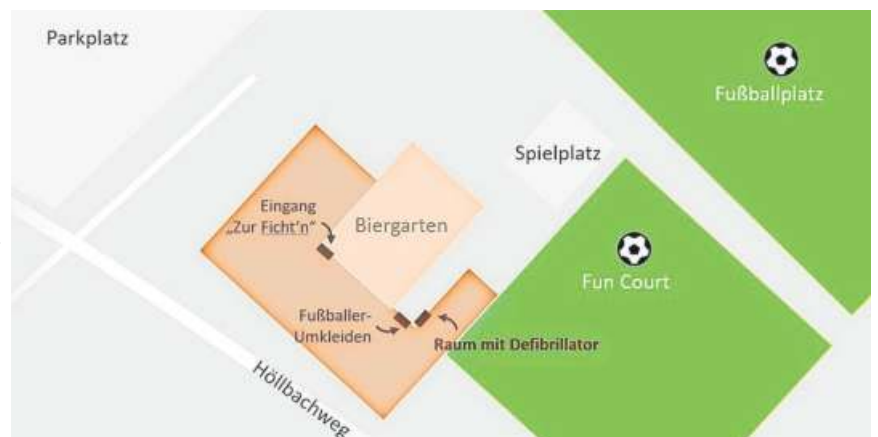 Parkplatz
Fußballplatz
Spielplatz
Eingang
„Zur Ficht’n“
Biergarten
Fun Court
Fußballer-
Umkleiden
Raum mit Defibrillator
Höllbachweg